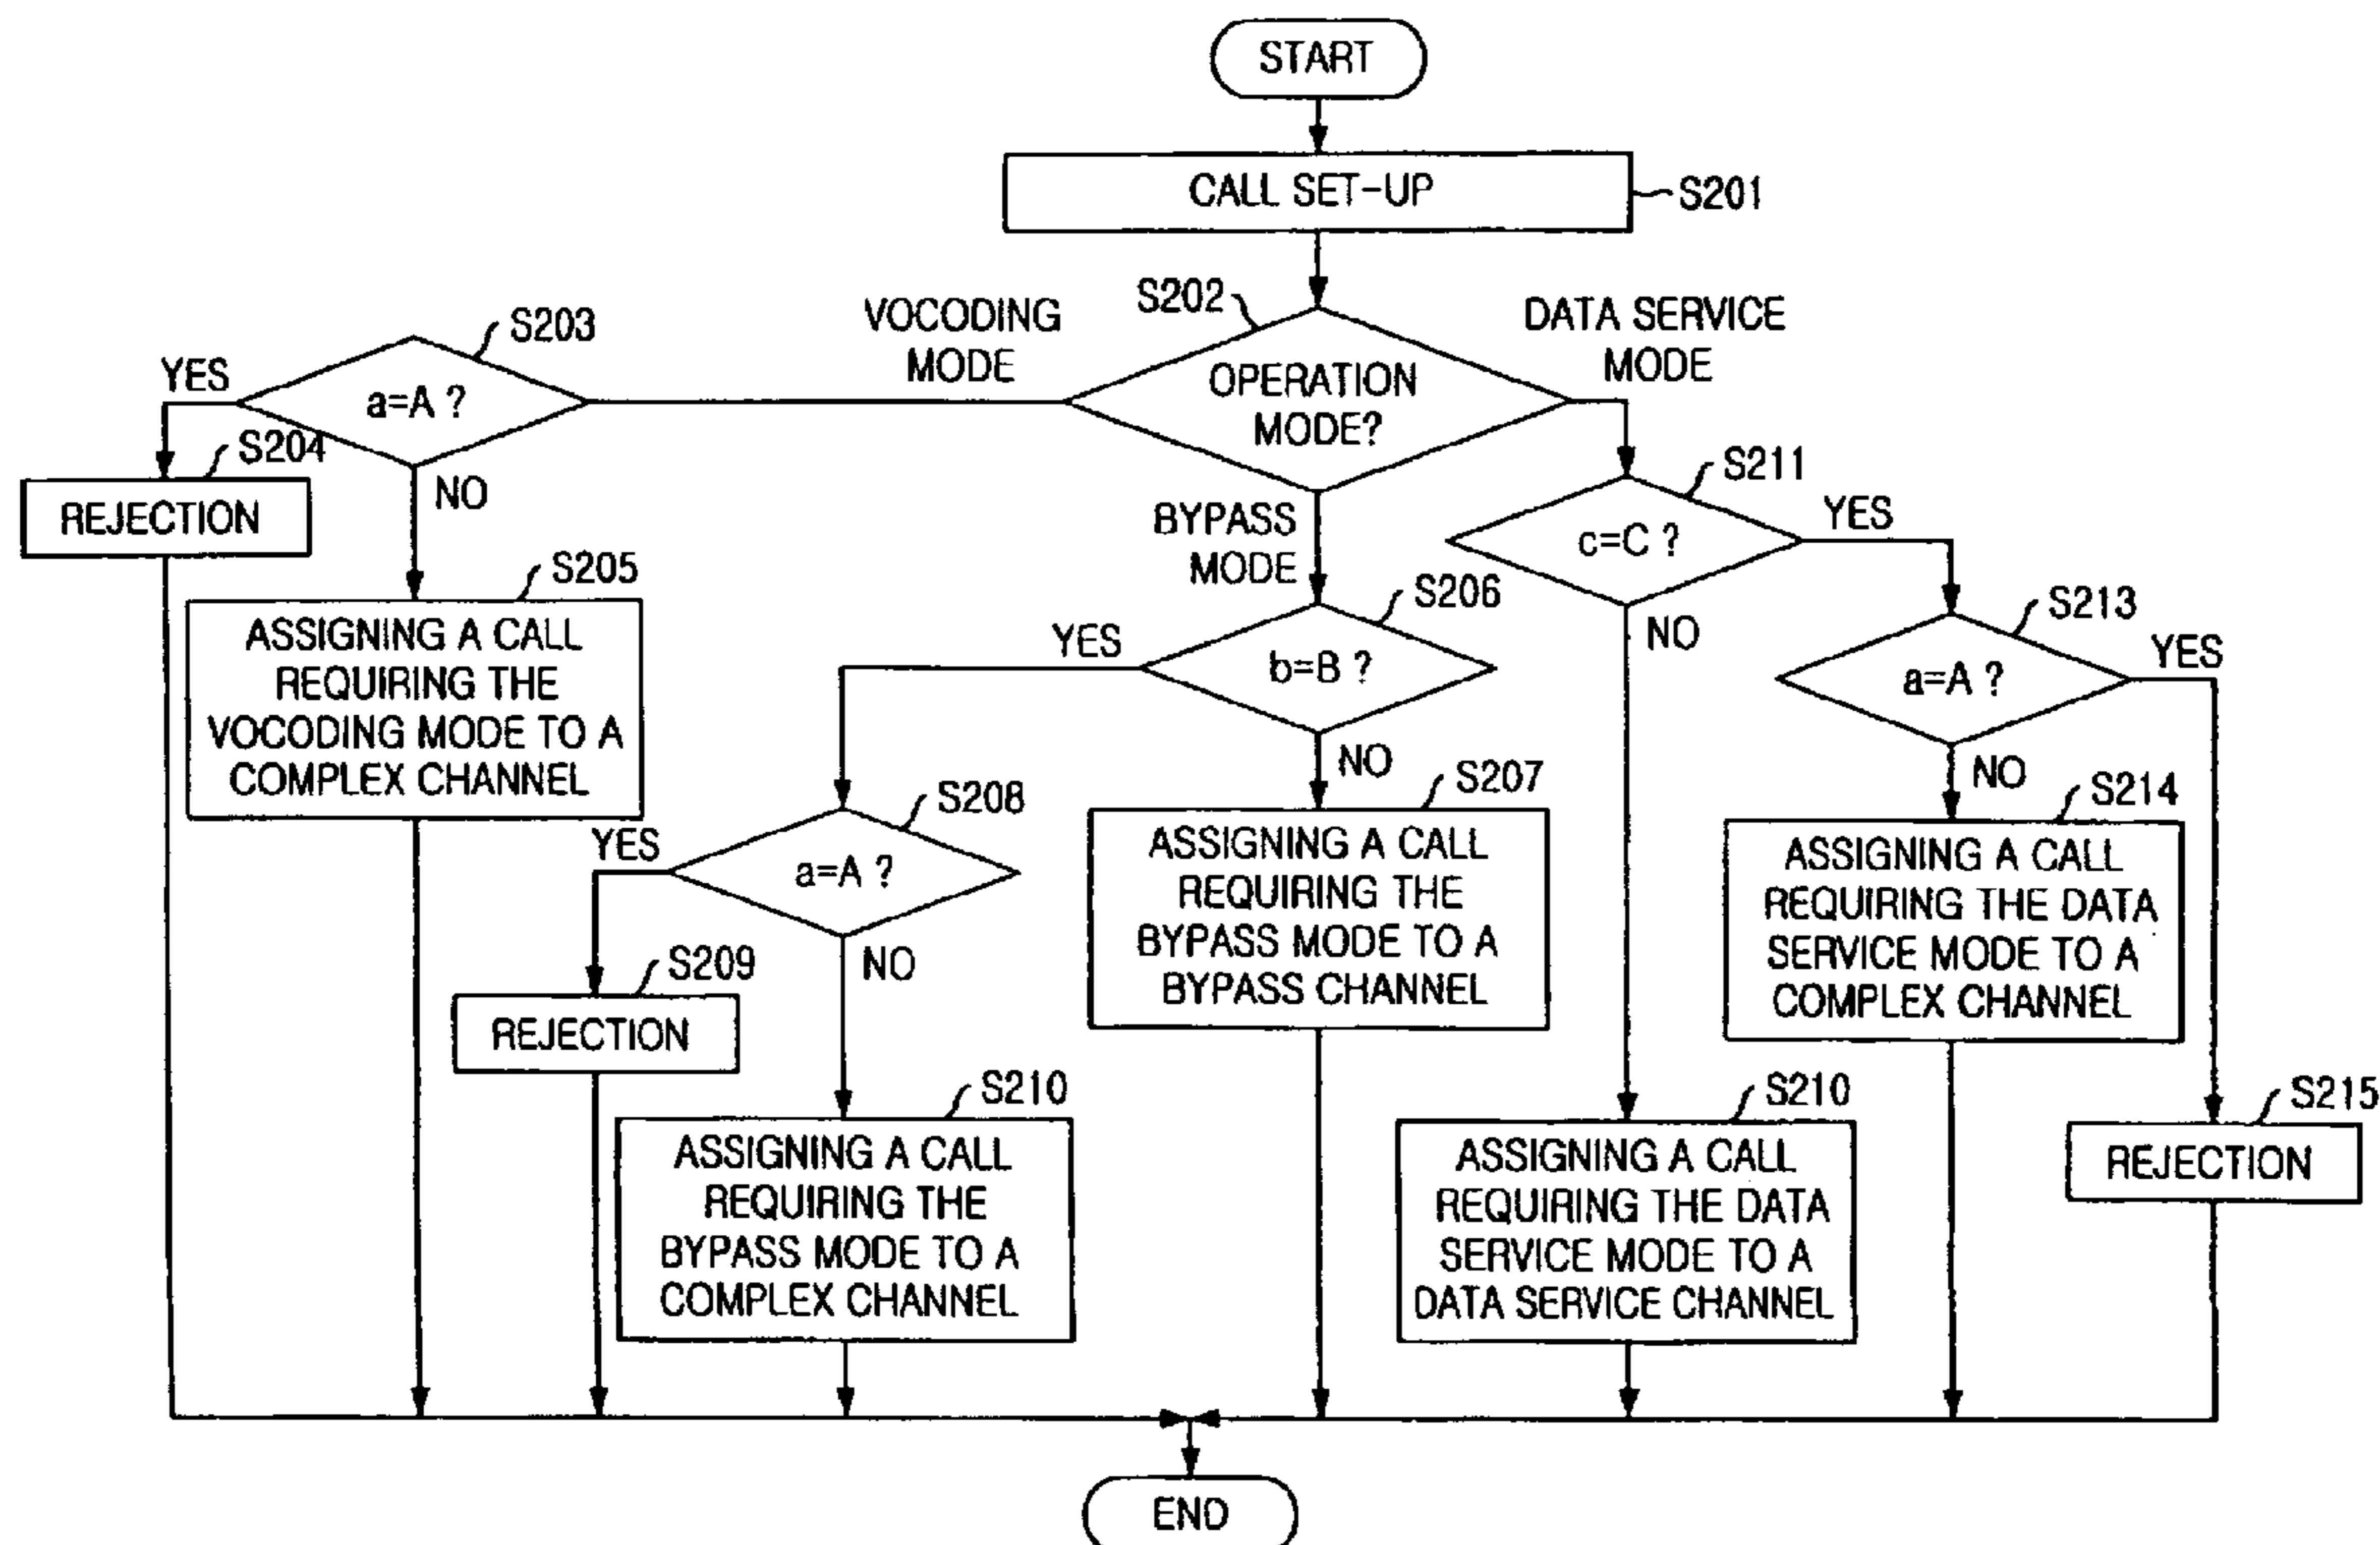 START
CALL SET-UP
S201
S202
OPERATION
MODE?
VOCODING
MODE
DATA SERVICE
MODE
BYPASS
MODE
S203
a=A ?
YES
NO
S204
REJECTION
S205
ASSIGNING A CALL
REQUIRING THE
VOCODING MODE TO A
COMPLEX CHANNEL
S206
b=B ?
YES
NO
S207
ASSIGNING A CALL
REQUIRING THE
BYPASS MODE TO A
BYPASS CHANNEL
S208
a=A ?
YES
NO
S209
REJECTION
S210
ASSIGNING A CALL
REQUIRING THE
BYPASS MODE TO A
COMPLEX CHANNEL
S211
c=C ?
YES
NO
S210
ASSIGNING A CALL
REQUIRING THE DATA
SERVICE MODE TO A
DATA SERVICE CHANNEL
S213
a=A ?
YES
NO
S214
ASSIGNING A CALL
REQUIRING THE DATA
SERVICE MODE TO A
COMPLEX CHANNEL
S215
REJECTION
END